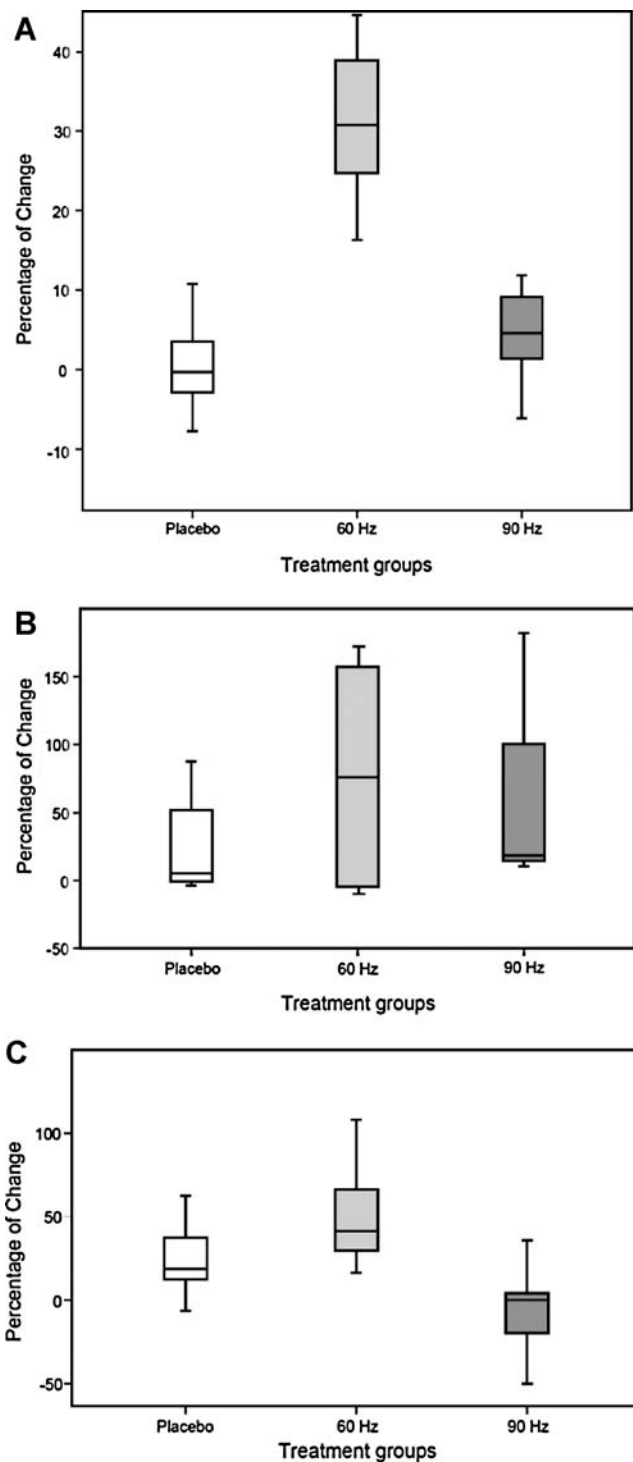 A
Percentage of Change
40
30
20
10
0
-10
Placebo 60 Hz 90 Hz
Treatment groups
B
Percentage of Change
150
100
50
0
-50
Placebo 60 Hz 90 Hz
Treatment groups
C
Percentage of Change
100
50
0
-50
Placebo 60 Hz 90 Hz
Treatment groups